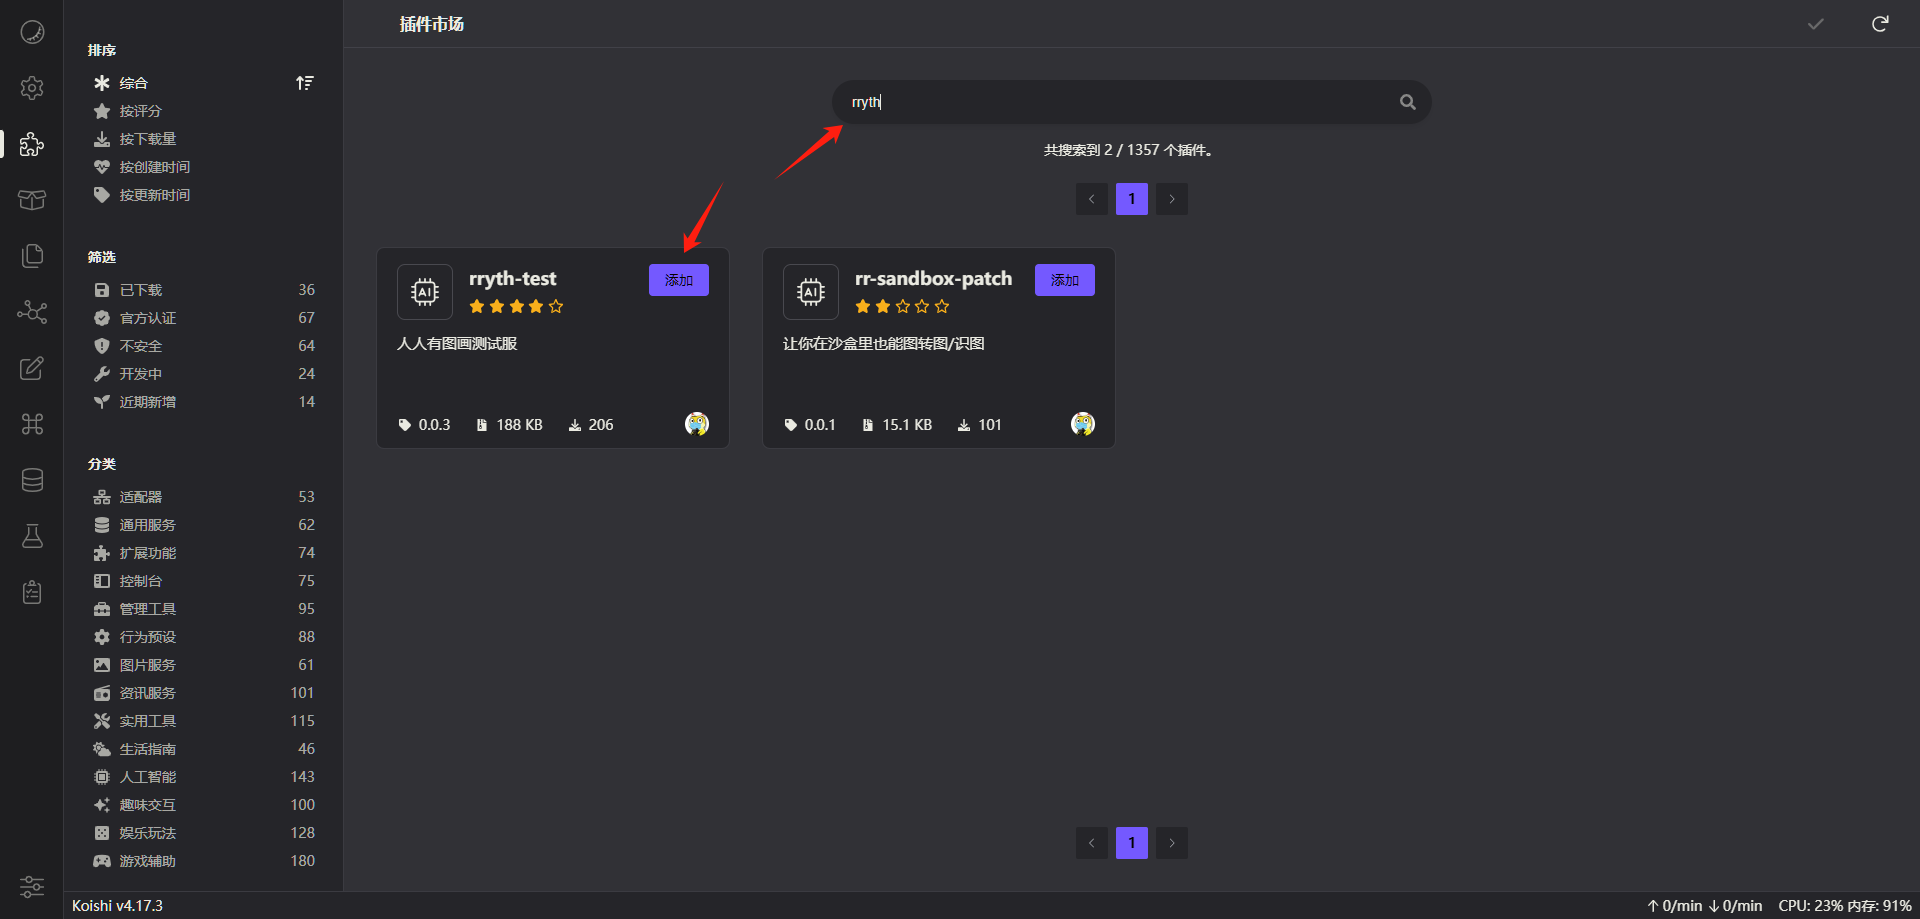 排序
综合
按评分
按下载量
按创建时间
按更新时间
筛选
已下载 36
官方认证 67
不安全 64
开发中 24
近期新增 14
分类
适配器 53
通用服务 62
扩展功能 74
控制台 75
管理工具 95
行为预设 88
图片服务 61
资讯服务 101
实用工具 115
生活指南 46
人工智能 143
趣味交互 100
娱乐玩法 128
游戏辅助 180
插件市场
rryth
共搜索到 2 / 1357 个插件。
1
AI
rryth-test
添加
人人有图画测试服
0.0.3 188 KB 206
AI
rr-sandbox-patch
添加
让你在沙盒里也能图转图/识图
0.0.1 15.1 KB 101
1
Koishi v4.17.3
0/min 0/min CPU: 23% 内存: 91%